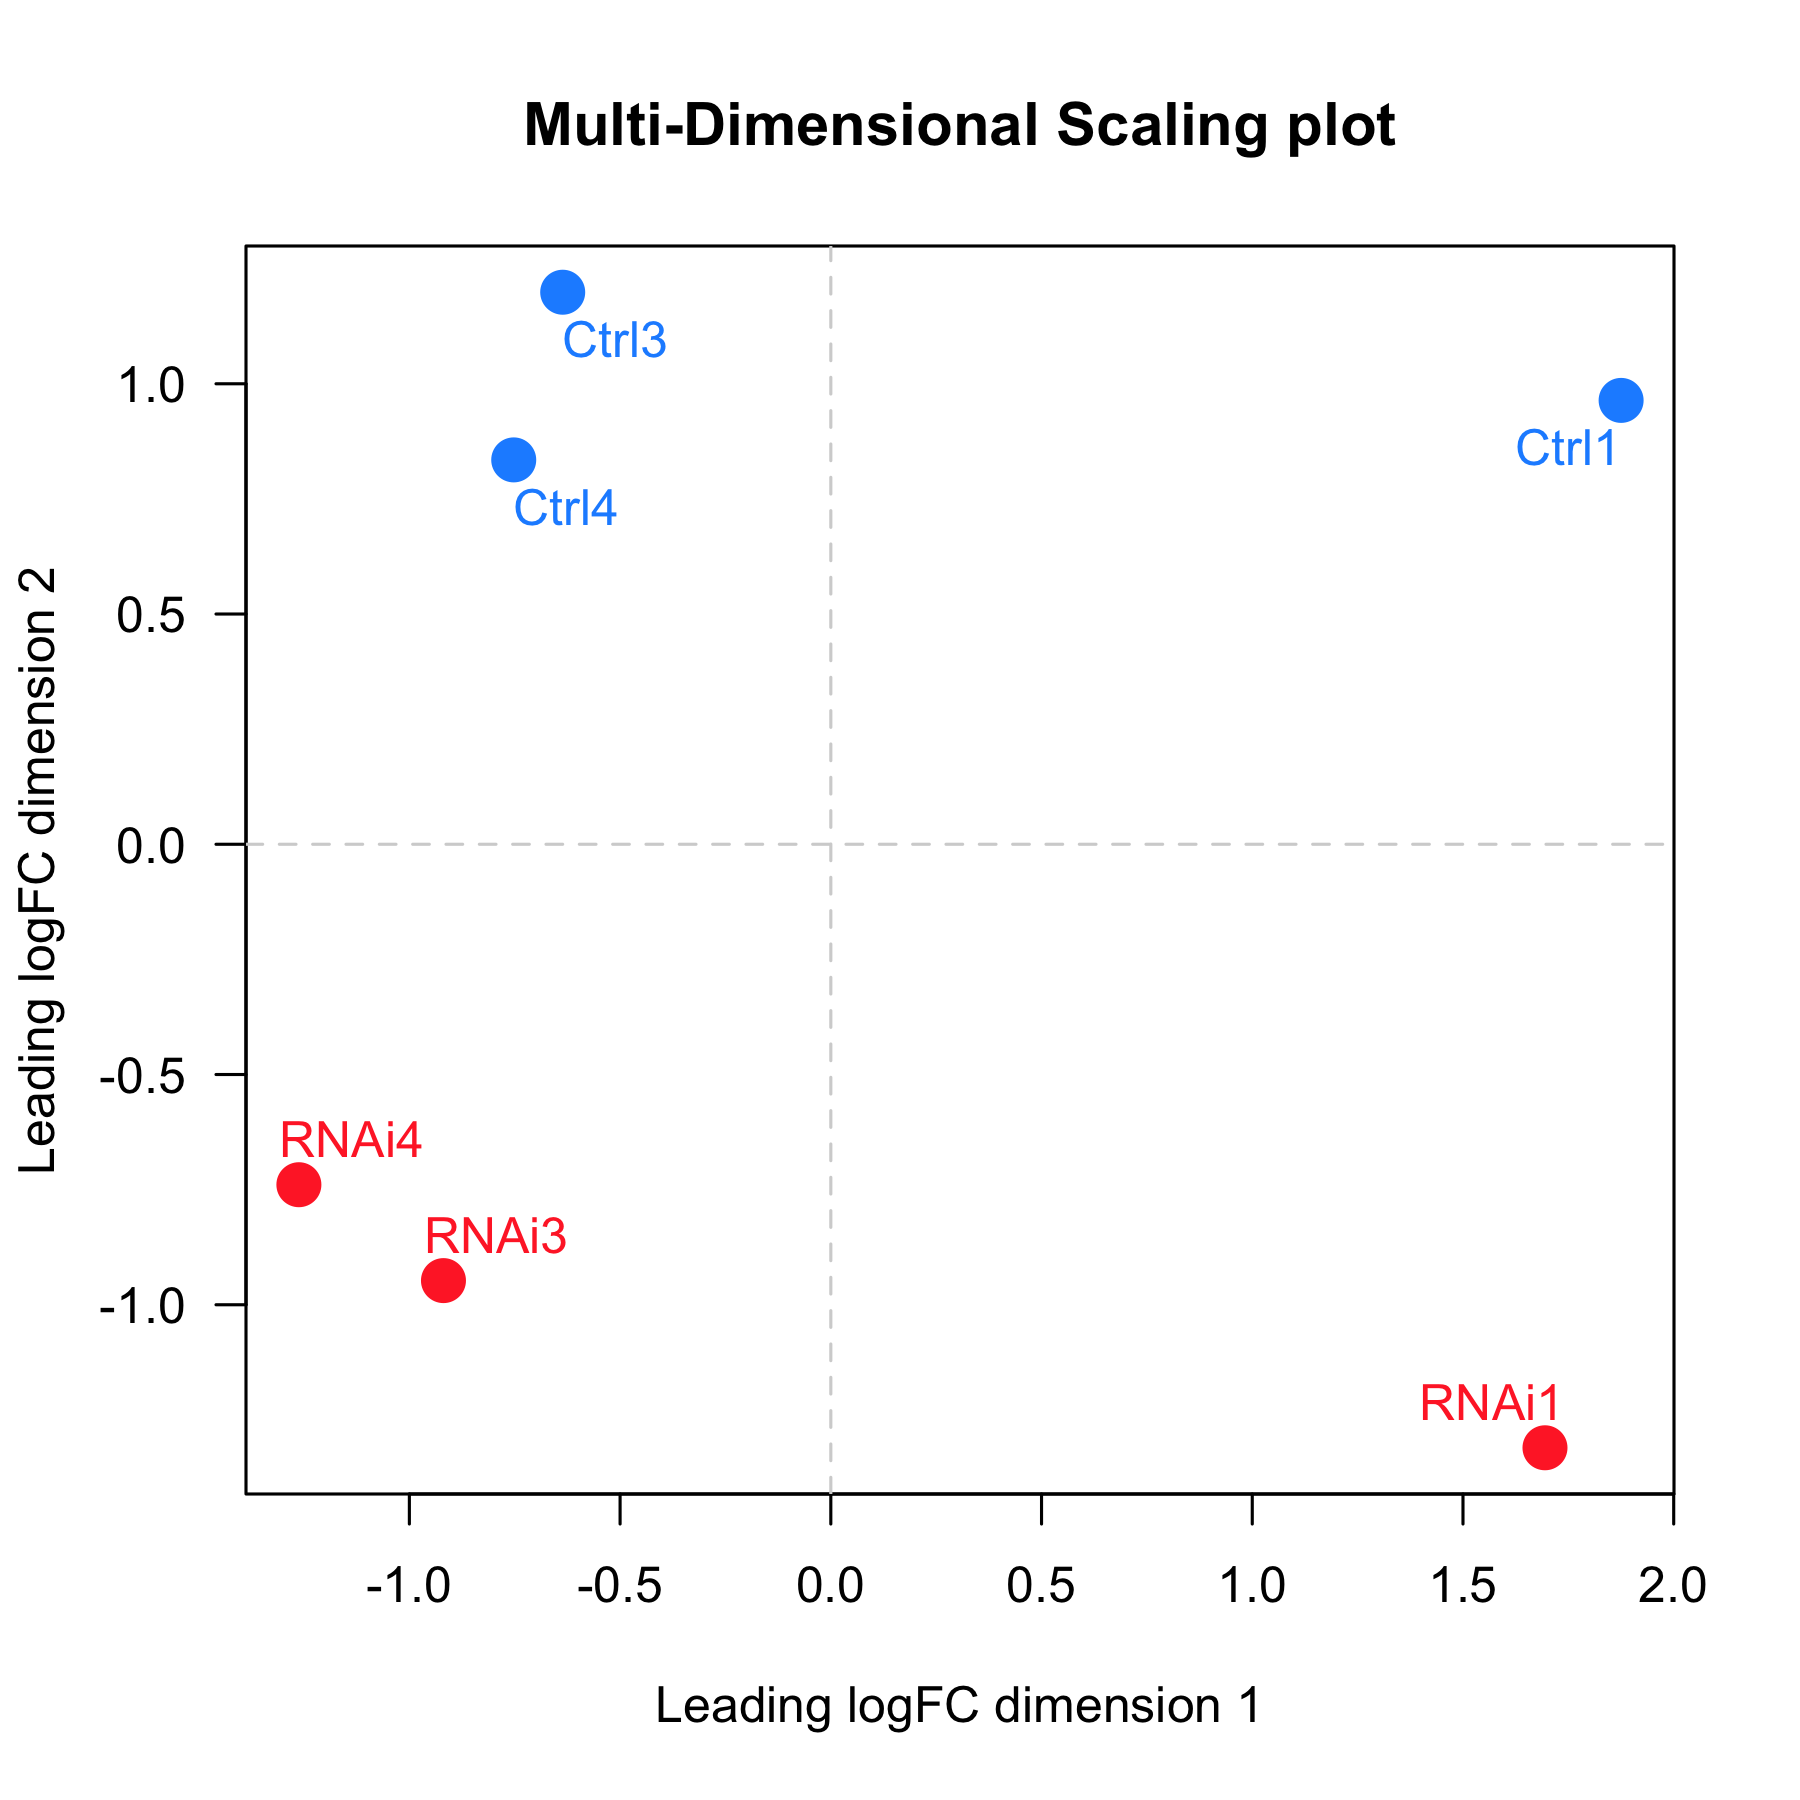 Multi-Dimensional Scaling plot
Ctrl3
1.0
Ctrl1
Ctrl4
0.5
Leading logFC dimension 2
0.0
-0.5
RNAi4
RNAi3
-1.0
RNAi1
-1.0 -0.5 0.0 0.5 1.0 1.5 2.0
Leading logFC dimension 1